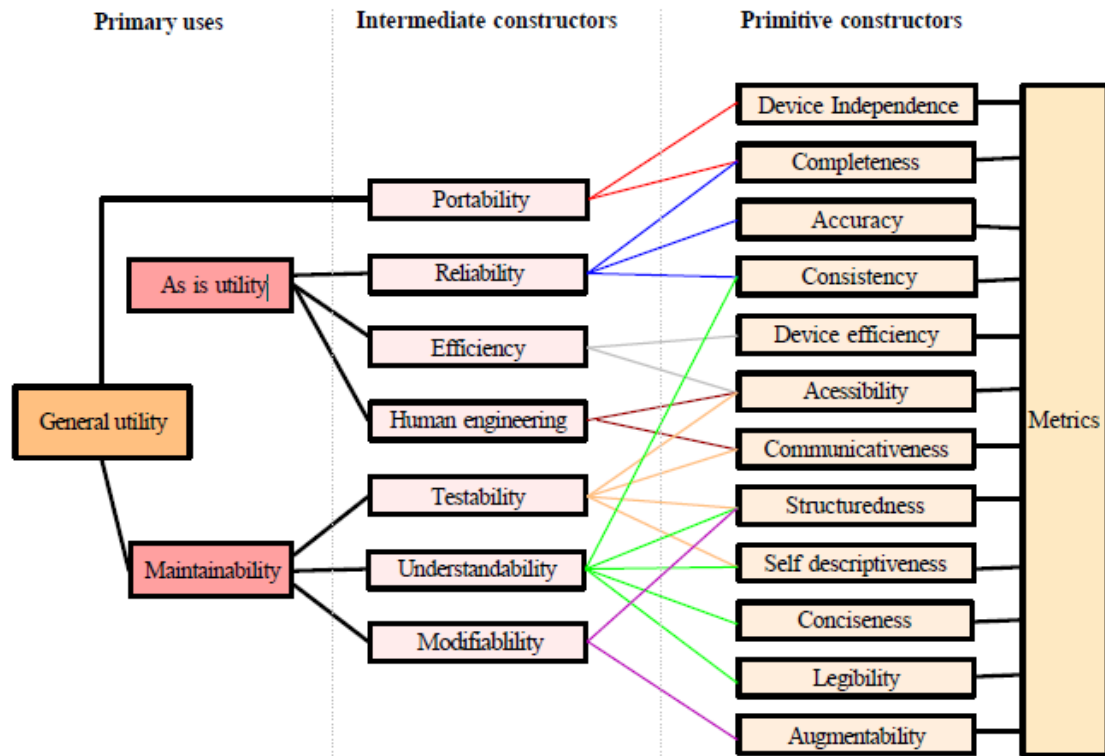 Primary uses
Intermediate constructors
Primitive constructors
General utility
As is utility
Maintainability
Portability
Reliability
Efficiency
Human engineering
Testability
Understandability
Modifiablility
Device Independence
Completeness
Accuracy
Consistency
Device efficiency
Acessibility
Communicativeness
Structuredness
Self descriptiveness
Conciseness
Legibility
Augmentability
Metrics